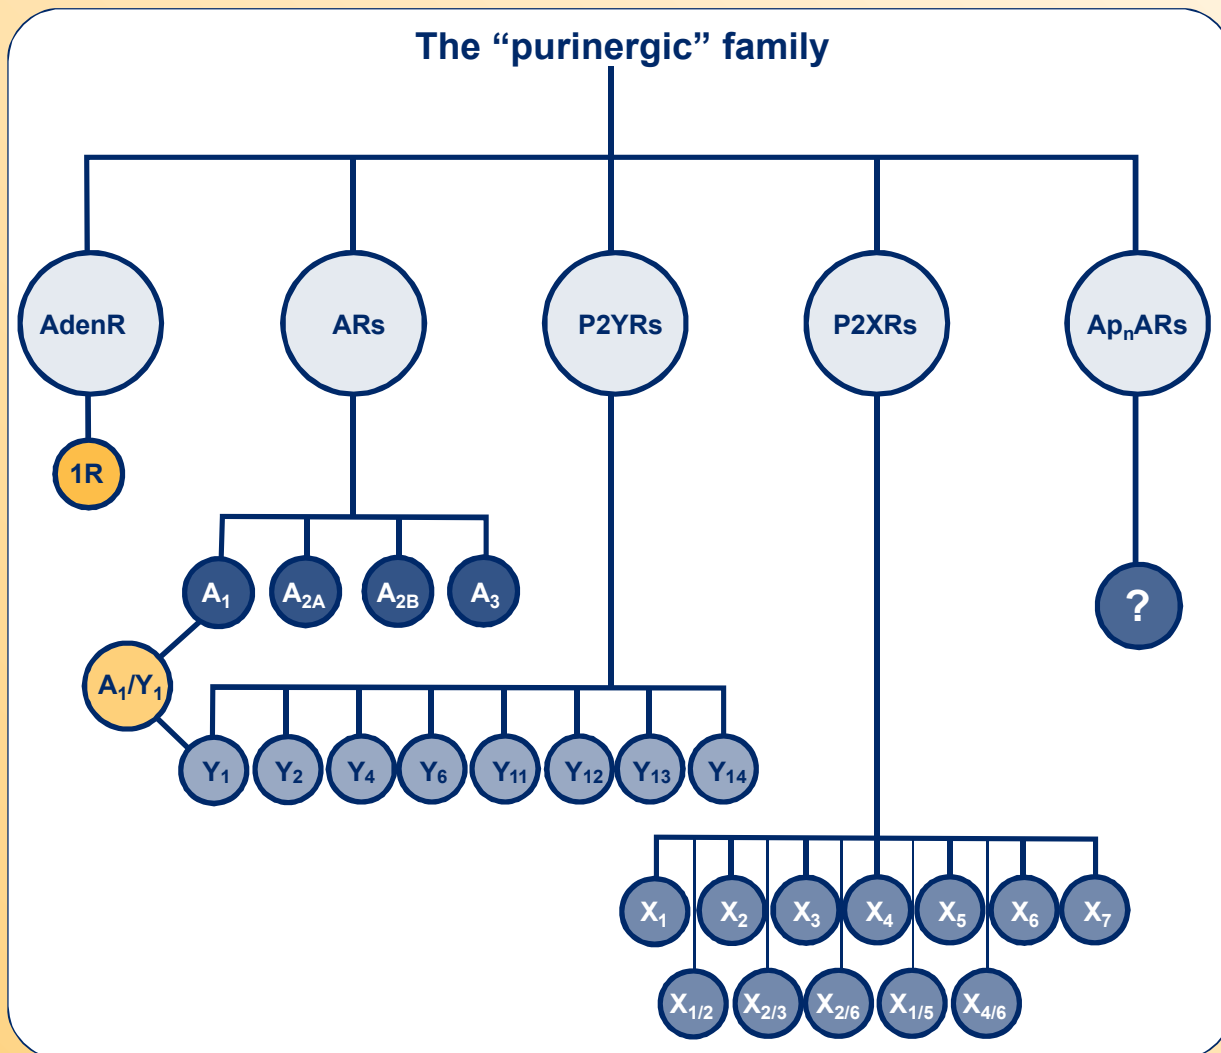 The “purinergic” family
AdenR ARs P2YRs P2XRs ApₙARs
1R
A₁ A₂A A₂B A₃ ?
A₁/Y₁
Y₁ Y₂ Y₄ Y₆ Y₁₁ Y₁₂ Y₁₃ Y₁₄
X₁ X₂ X₃ X₄ X₅ X₆ X₇
X₁/₂ X₂/₃ X₂/₆ X₁/₅ X₄/₆